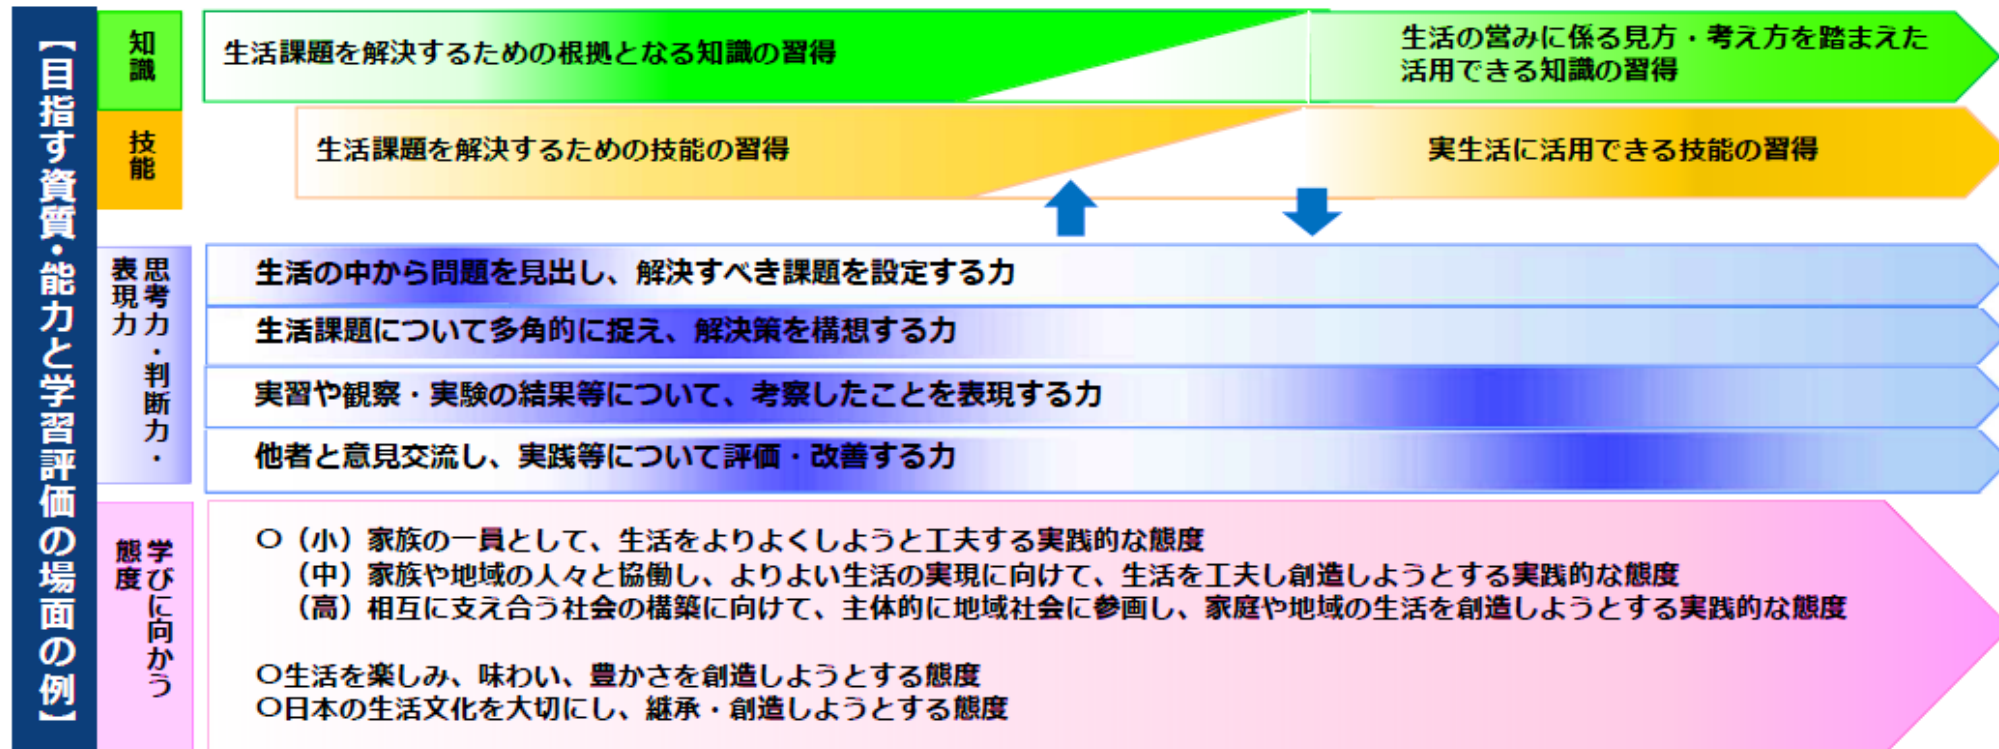 【目指す資質・能力と学習評価の場面の例】
知識
生活課題を解決するための根拠となる知識の習得
生活の営みに係る見方・考え方を踏まえた
活用できる知識の習得
技能
生活課題を解決するための技能の習得
実生活に活用できる技能の習得
思考力・判断力・
表現力
生活の中から問題を見出し、解決すべき課題を設定する力
生活課題について多角的に捉え、解決策を構想する力
実習や観察・実験の結果等について、考察したことを表現する力
他者と意見交流し、実践等について評価・改善する力
学びに向かう
態度
〇（小）家族の一員として、生活をよりよくしようと工夫する実践的な態度
（中）家族や地域の人々と協働し、よりよい生活の実現に向けて、生活を工夫し創造しようとする実践的な態度
（高）相互に支え合う社会の構築に向けて、主体的に地域社会に参画し、家庭や地域の生活を創造しようとする実践的な態度
〇生活を楽しみ、味わい、豊かさを創造しようとする態度
〇日本の生活文化を大切にし、継承・創造しようとする態度